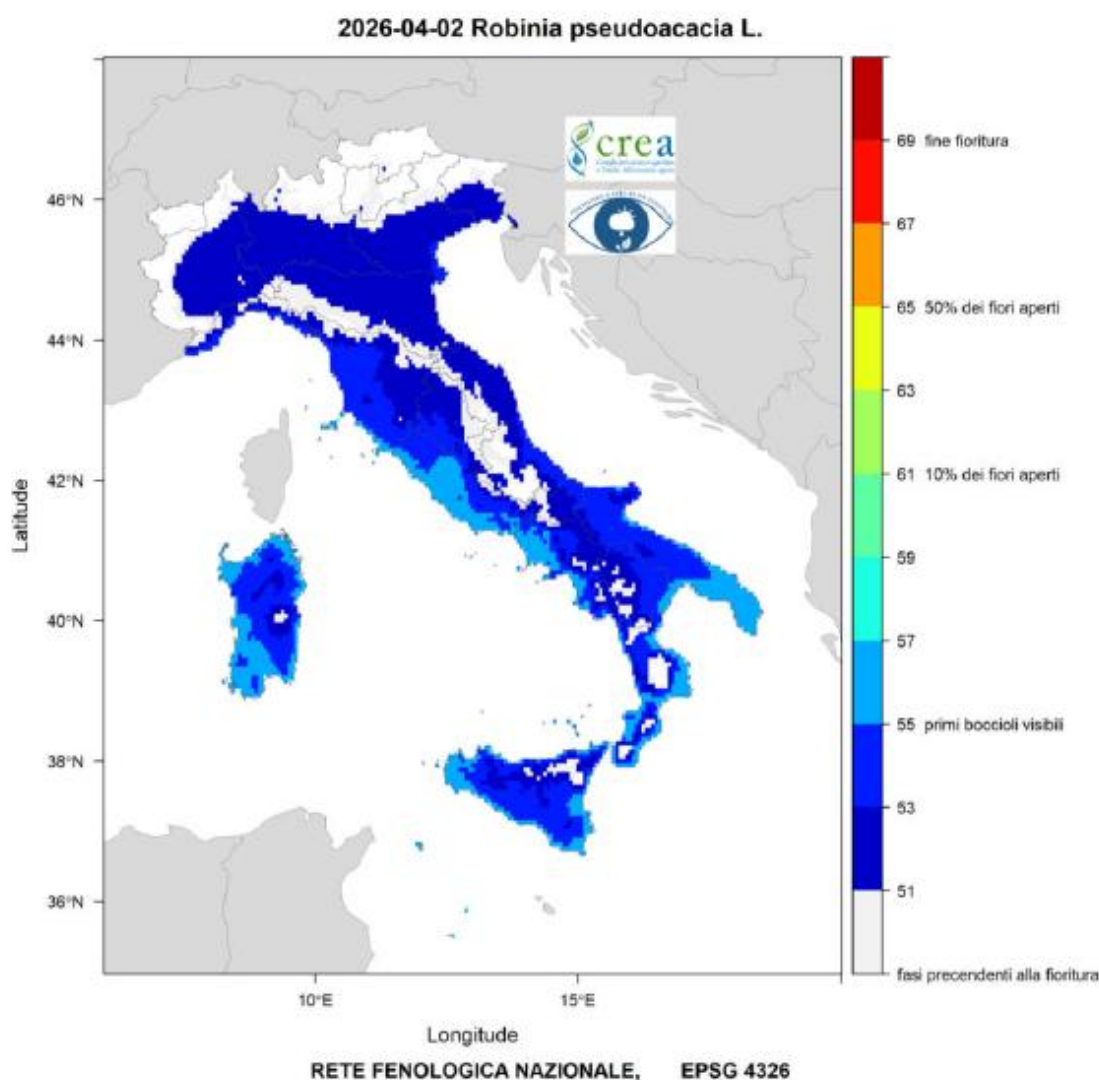 2026-04-02 Robinia pseudoacacia L.
crea
69 fine fioritura
67
65 50% dei fiori aperti
63
61 10% dei fiori aperti
59
57
55 primi boccioli visibili
53
51
fasi precendenti alla fioritura
46°N
44°N
42°N
40°N
38°N
36°N
Latitude
10°E
15°E
Longitude
RETE FENOLOGICA NAZIONALE, EPSG 4326